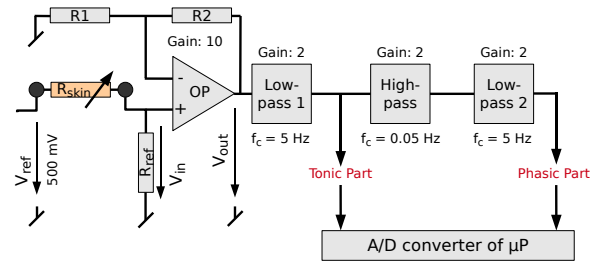 R1
R2
Gain: 10
R_skin
-
+
OP
V_ref
500 mV
R_ref
V_in
V_out
Gain: 2
Low-
pass 1
f_c = 5 Hz
Gain: 2
High-
pass
f_c = 0.05 Hz
Gain: 2
Low-
pass 2
f_c = 5 Hz
Tonic Part
Phasic Part
A/D converter of µP